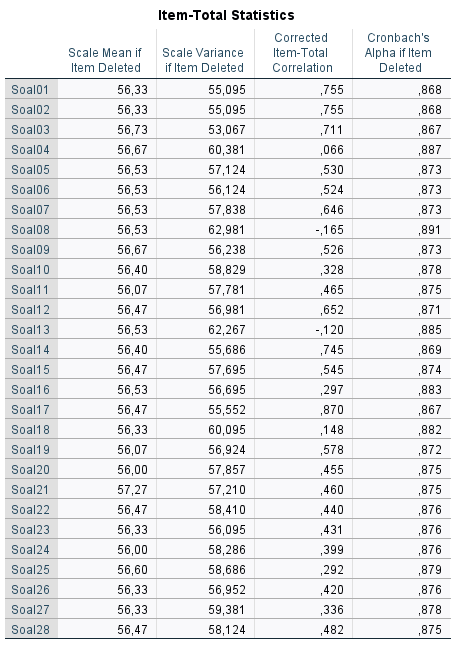 Item-Total Statistics
Scale Mean if Item Deleted Scale Variance if Item Deleted Corrected Item-Total Correlation Cronbach's Alpha if Item Deleted
Soal01 56,33 55,095 ,755 ,868
Soal02 56,33 55,095 ,755 ,868
Soal03 56,73 53,067 ,711 ,867
Soal04 56,67 60,381 ,066 ,887
Soal05 56,53 57,124 ,530 ,873
Soal06 56,53 56,124 ,524 ,873
Soal07 56,53 57,838 ,646 ,873
Soal08 56,53 62,981 -,165 ,891
Soal09 56,67 56,238 ,526 ,873
Soal10 56,40 58,829 ,328 ,878
Soal11 56,07 57,781 ,465 ,875
Soal12 56,47 56,981 ,652 ,871
Soal13 56,53 62,267 -,120 ,885
Soal14 56,40 55,686 ,745 ,869
Soal15 56,47 57,695 ,545 ,874
Soal16 56,53 56,695 ,297 ,883
Soal17 56,47 55,552 ,870 ,867
Soal18 56,33 60,095 ,148 ,882
Soal19 56,07 56,924 ,578 ,872
Soal20 56,00 57,857 ,455 ,875
Soal21 57,27 57,210 ,460 ,875
Soal22 56,47 58,410 ,440 ,876
Soal23 56,33 56,095 ,431 ,876
Soal24 56,00 58,286 ,399 ,876
Soal25 56,60 58,686 ,292 ,879
Soal26 56,33 56,952 ,420 ,876
Soal27 56,33 59,381 ,336 ,878
Soal28 56,47 58,124 ,482 ,875